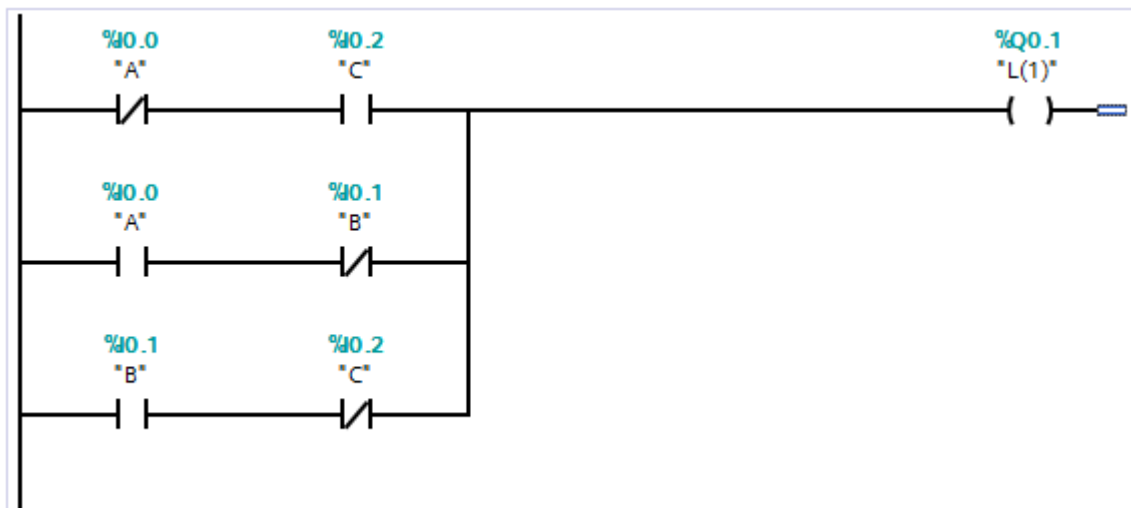 %I0.0 %I0.2 %Q0.1
"A" "C" "L(1)"
%I0.0 %I0.1
"A" "B"
%I0.1 %I0.2
"B" "C"